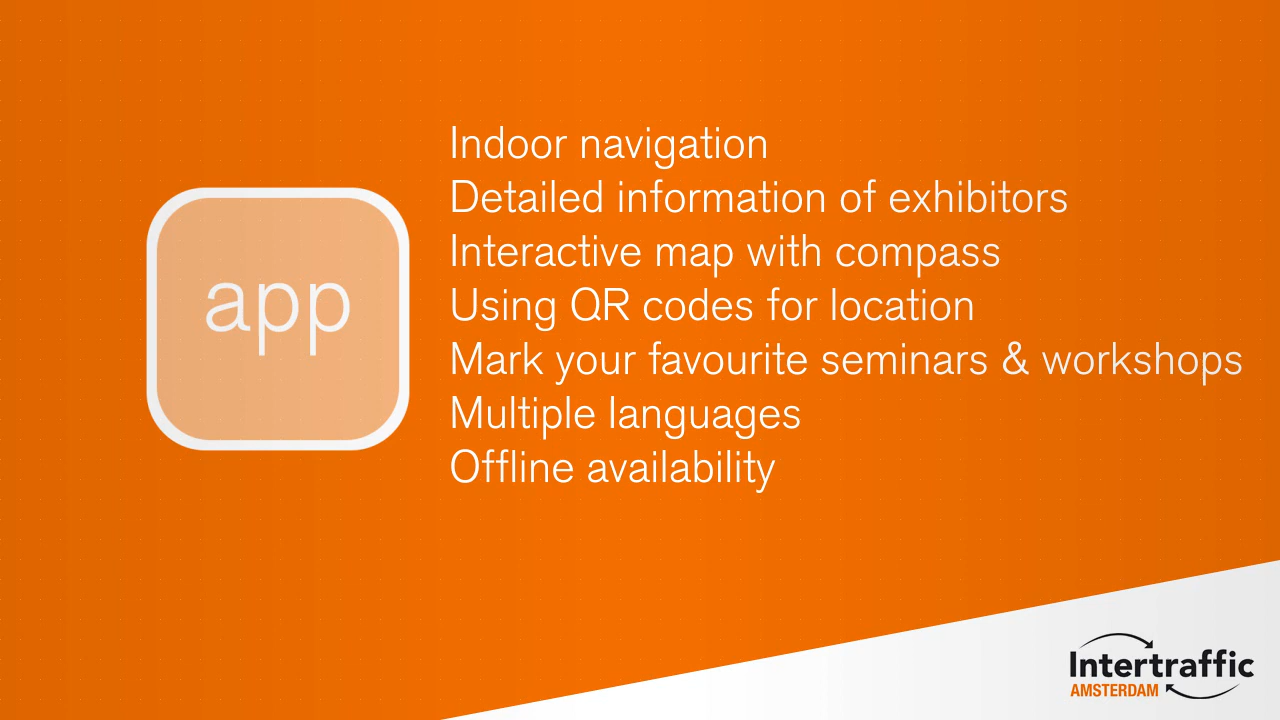 app
Indoor navigation
Detailed information of exhibitors
Interactive map with compass
Using QR codes for location
Mark your favourite seminars & workshops
Multiple languages
Offline availability
Intertraffic
AMSTERDAM